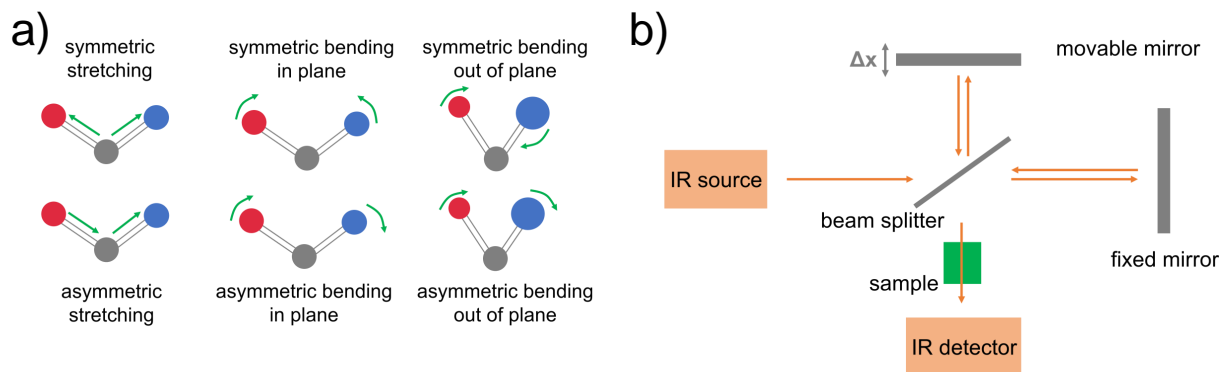 a)
symmetric
stretching
symmetric bending
in plane
symmetric bending
out of plane
asymmetric
stretching
asymmetric bending
in plane
asymmetric bending
out of plane
b)
Δx
movable mirror
IR source
beam splitter
fixed mirror
sample
IR detector